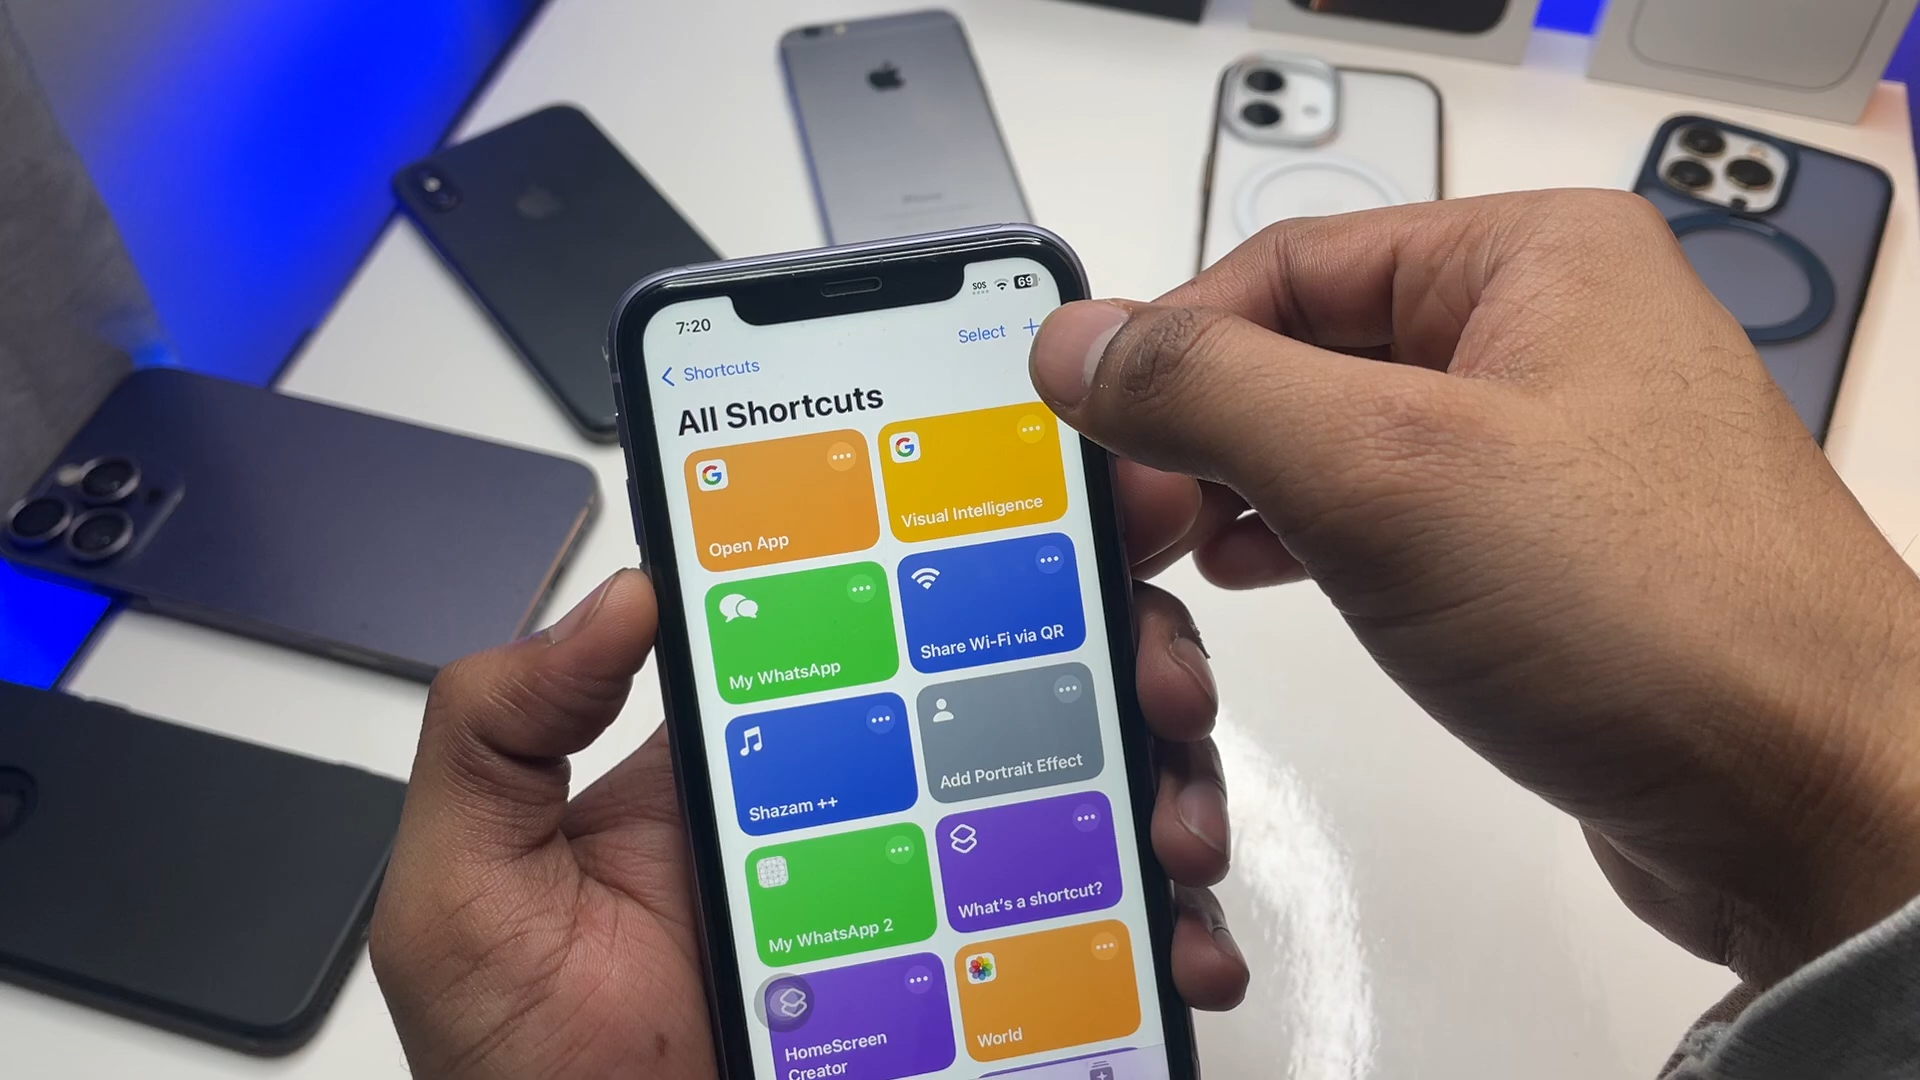 7:20
SOS
69
Select
Shortcuts
All Shortcuts
Open App
Visual Intelligence
My WhatsApp
Share Wi-Fi via QR
Shazam ++
Add Portrait Effect
My WhatsApp 2
What's a shortcut?
HomeScreen
Creator
World
iPhone